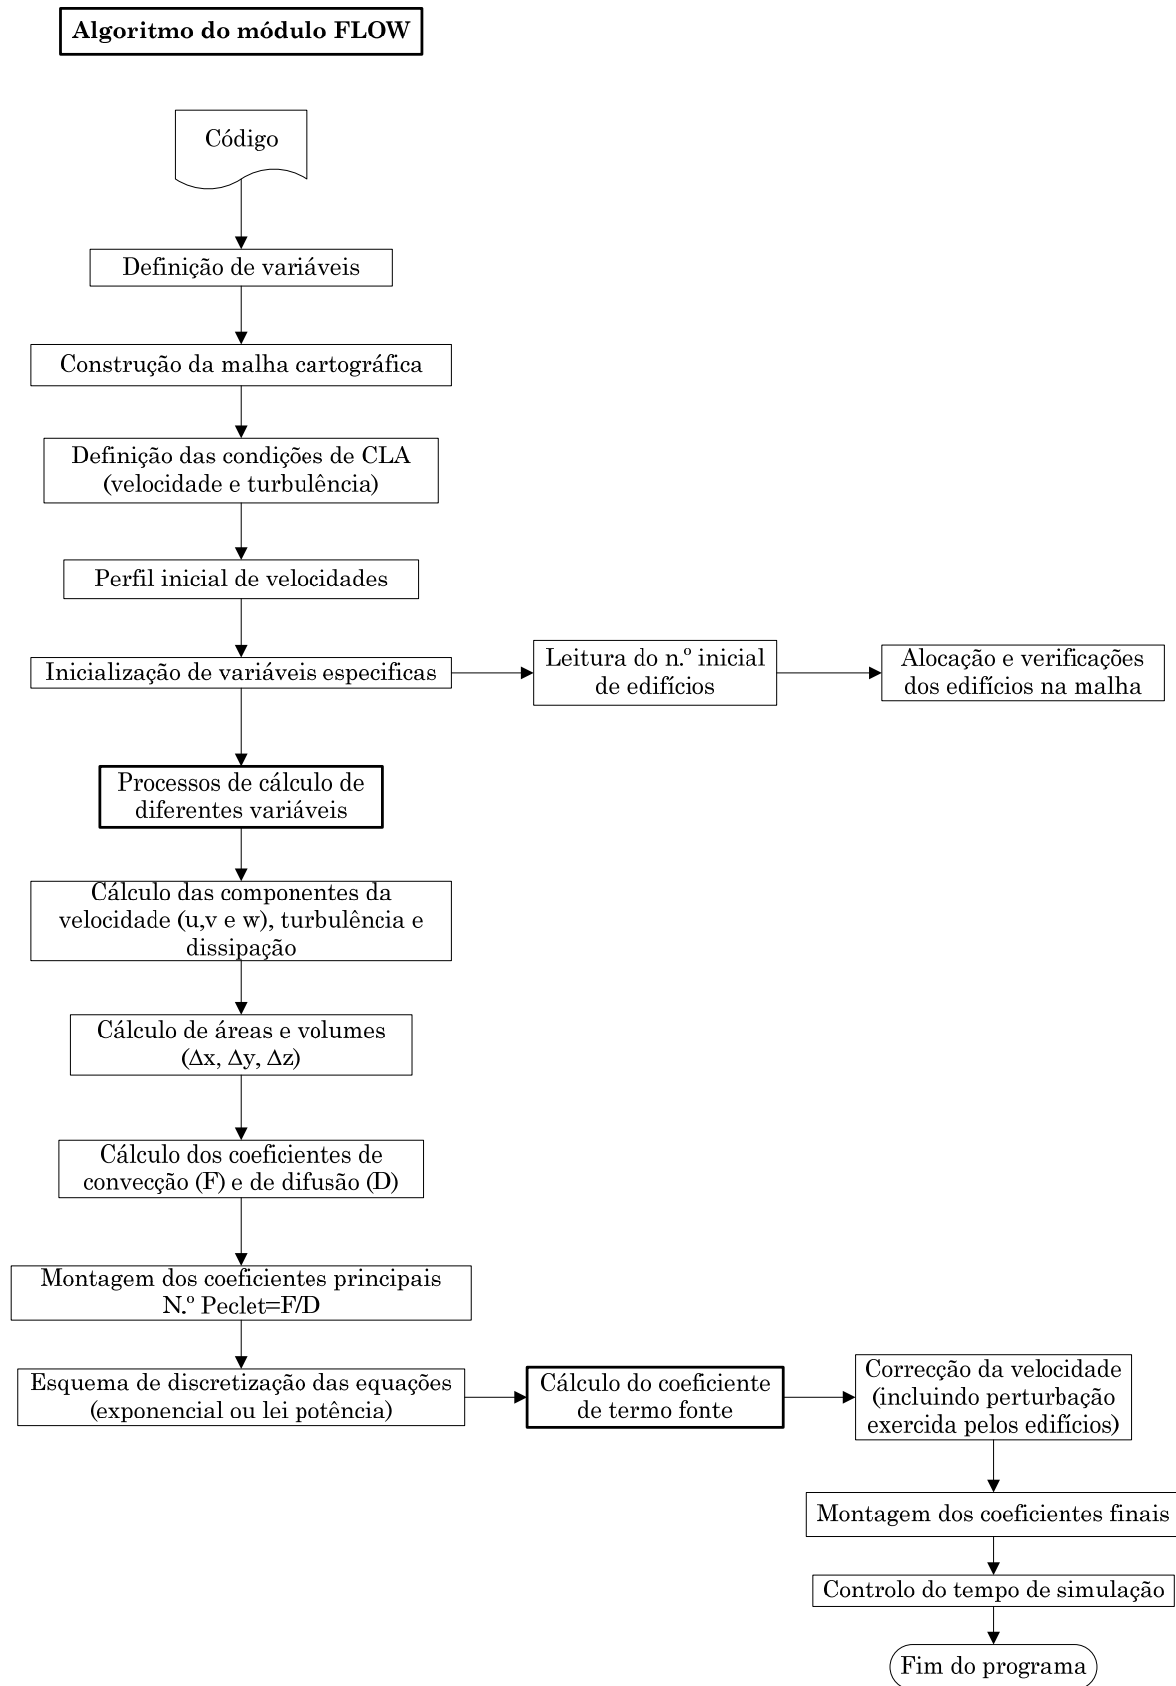 Algoritmo do módulo FLOW
Código
Definição de variáveis
Construção da malha cartográfica
Definição das condições de CLA
(velocidade e turbulência)
Perfil inicial de velocidades
Inicialização de variáveis especificas
Leitura do n.º inicial
de edifícios
Alocação e verificações
dos edifícios na malha
Processos de cálculo de
diferentes variáveis
Cálculo das componentes da
velocidade (u,v e w), turbulência e
dissipação
Cálculo de áreas e volumes
(Δx, Δy, Δz)
Cálculo dos coeficientes de
convecção (F) e de difusão (D)
Montagem dos coeficientes principais
N.º Peclet=F/D
Esquema de discretização das equações
(exponencial ou lei potência)
Cálculo do coeficiente
de termo fonte
Correcção da velocidade
(incluindo perturbação
exercida pelos edifícios)
Montagem dos coeficientes finais
Controlo do tempo de simulação
Fim do programa